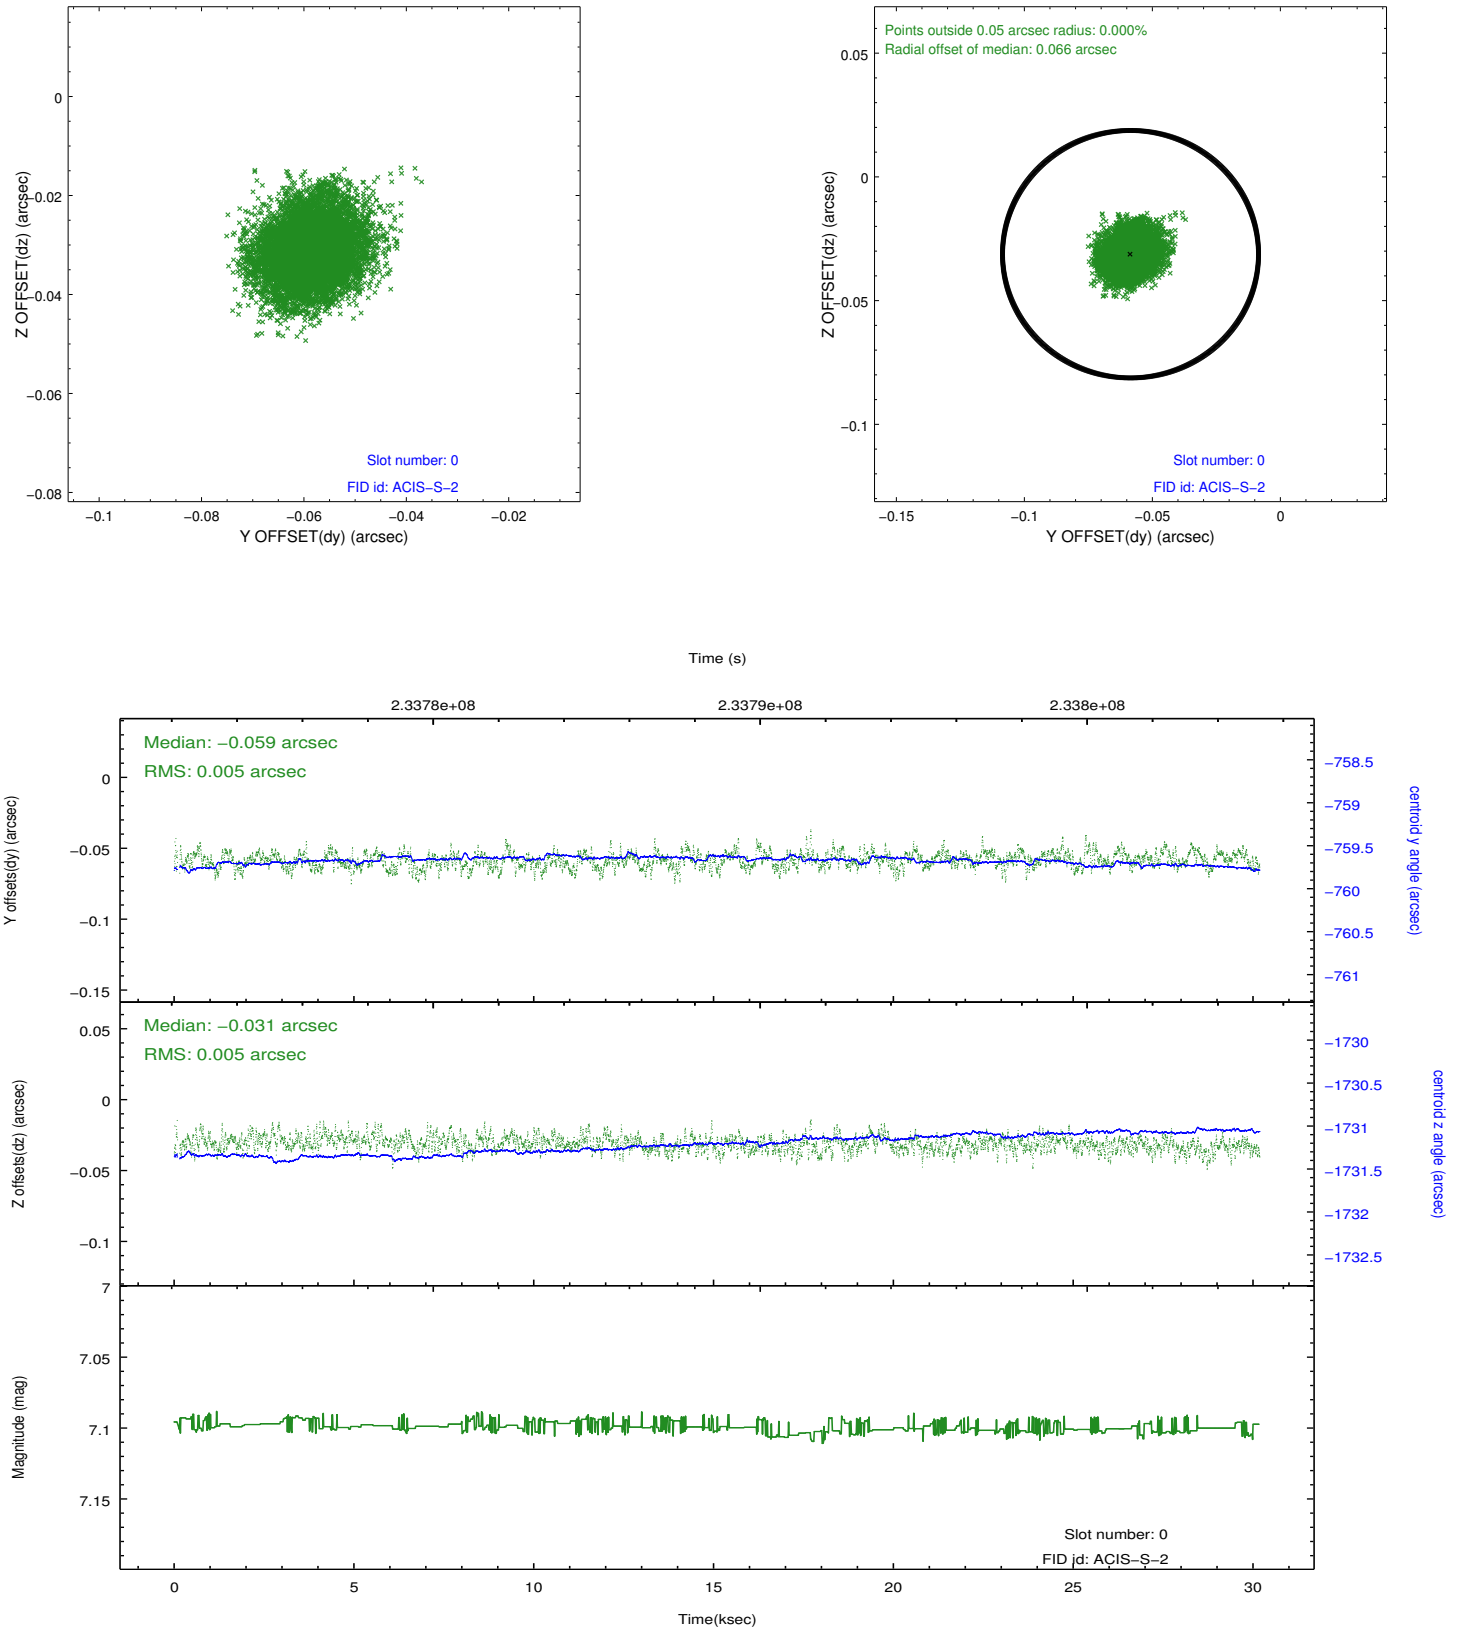 0
−0.02
−0.04
−0.06
−0.08
Z OFFSET(dz) (arcsec)
Slot number: 0
FID id: ACIS−S−2
−0.1 −0.08 −0.06 −0.04 −0.02
Y OFFSET(dy) (arcsec)
Points outside 0.05 arcsec radius: 0.000%
Radial offset of median: 0.066 arcsec
0.05
0
−0.05
−0.1
Z OFFSET(dz) (arcsec)
Slot number: 0
FID id: ACIS−S−2
−0.15 −0.1 −0.05 0
Y OFFSET(dy) (arcsec)
Time (s)
2.3378e+08 2.3379e+08 2.338e+08
Median: −0.059 arcsec
RMS: 0.005 arcsec
0
−0.05
−0.1
−0.15
Y offsets(dy) (arcsec)
−758.5
−759
−759.5
−760
−760.5
−761
centroid y angle (arcsec)
Median: −0.031 arcsec
RMS: 0.005 arcsec
0.05
0
−0.05
−0.1
Z offsets(dz) (arcsec)
−1730
−1730.5
−1731
−1731.5
−1732
−1732.5
centroid z angle (arcsec)
7
7.05
7.1
7.15
Magnitude (mag)
Slot number: 0
FID id: ACIS−S−2
0 5 10 15 20 25 30
Time(ksec)